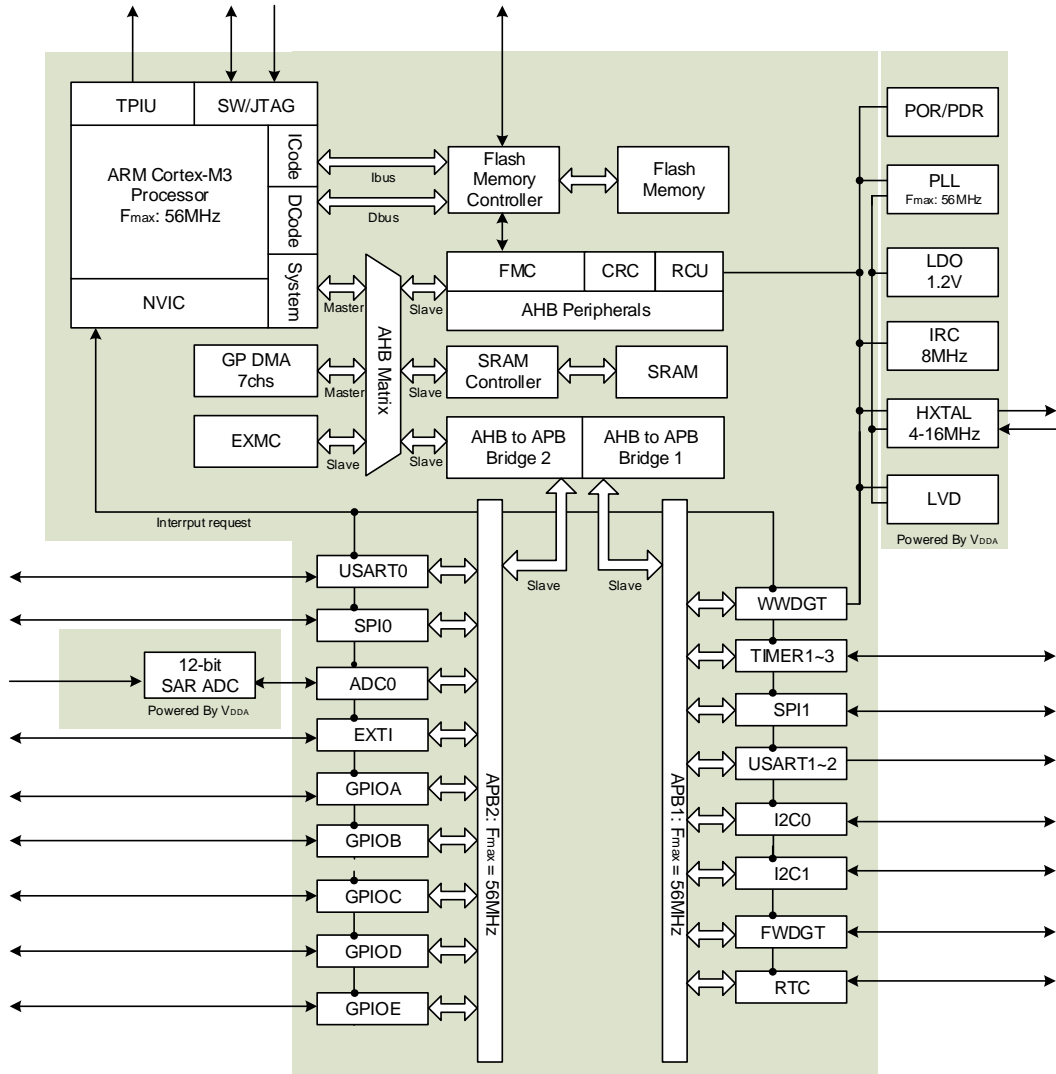 TPIU
SW/JTAG
POR/PDR
ARM Cortex-M3
Processor
Fmax: 56MHz
ICode
DCode
System
NVIC
Ibus
Dbus
Flash
Memory
Controller
Flash
Memory
PLL
Fmax: 56MHz
FMC
CRC
RCU
AHB Peripherals
LDO
1.2V
Master
Slave
AHB Matrix
GP DMA
7chs
Master
Slave
SRAM
Controller
SRAM
IRC
8MHz
EXMC
Slave
Slave
AHB to APB
Bridge 2
AHB to APB
Bridge 1
HXTAL
4-16MHz
LVD
Powered By VDDA
Interrput request
Slave
Slave
USART0
SPI0
12-bit
SAR ADC
Powered By VDDA
ADC0
EXTI
GPIOA
GPIOB
GPIOC
GPIOD
GPIOE
APB2: Fmax = 56MHz
APB1: Fmax = 56MHz
WWDGT
TIMER1~3
SPI1
USART1~2
I2C0
I2C1
FWDGT
RTC